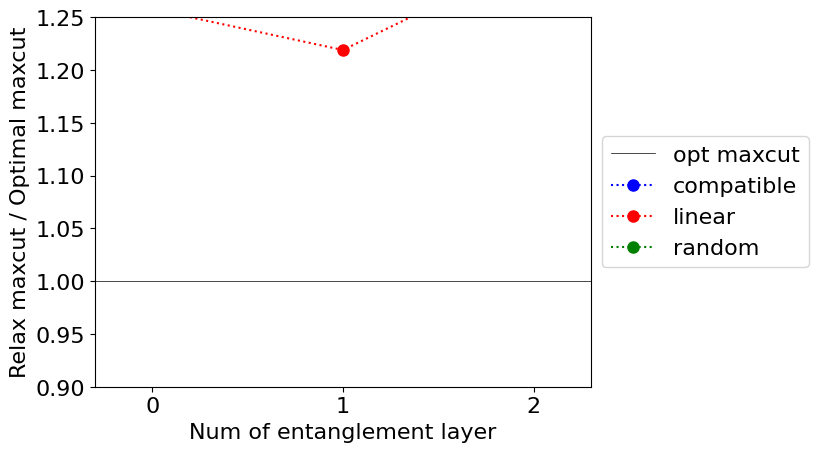 Relax maxcut / Optimal maxcut
1.25
1.20
1.15
1.10
1.05
1.00
0.95
0.90
0
1
2
Num of entanglement layer
opt maxcut
compatible
linear
random